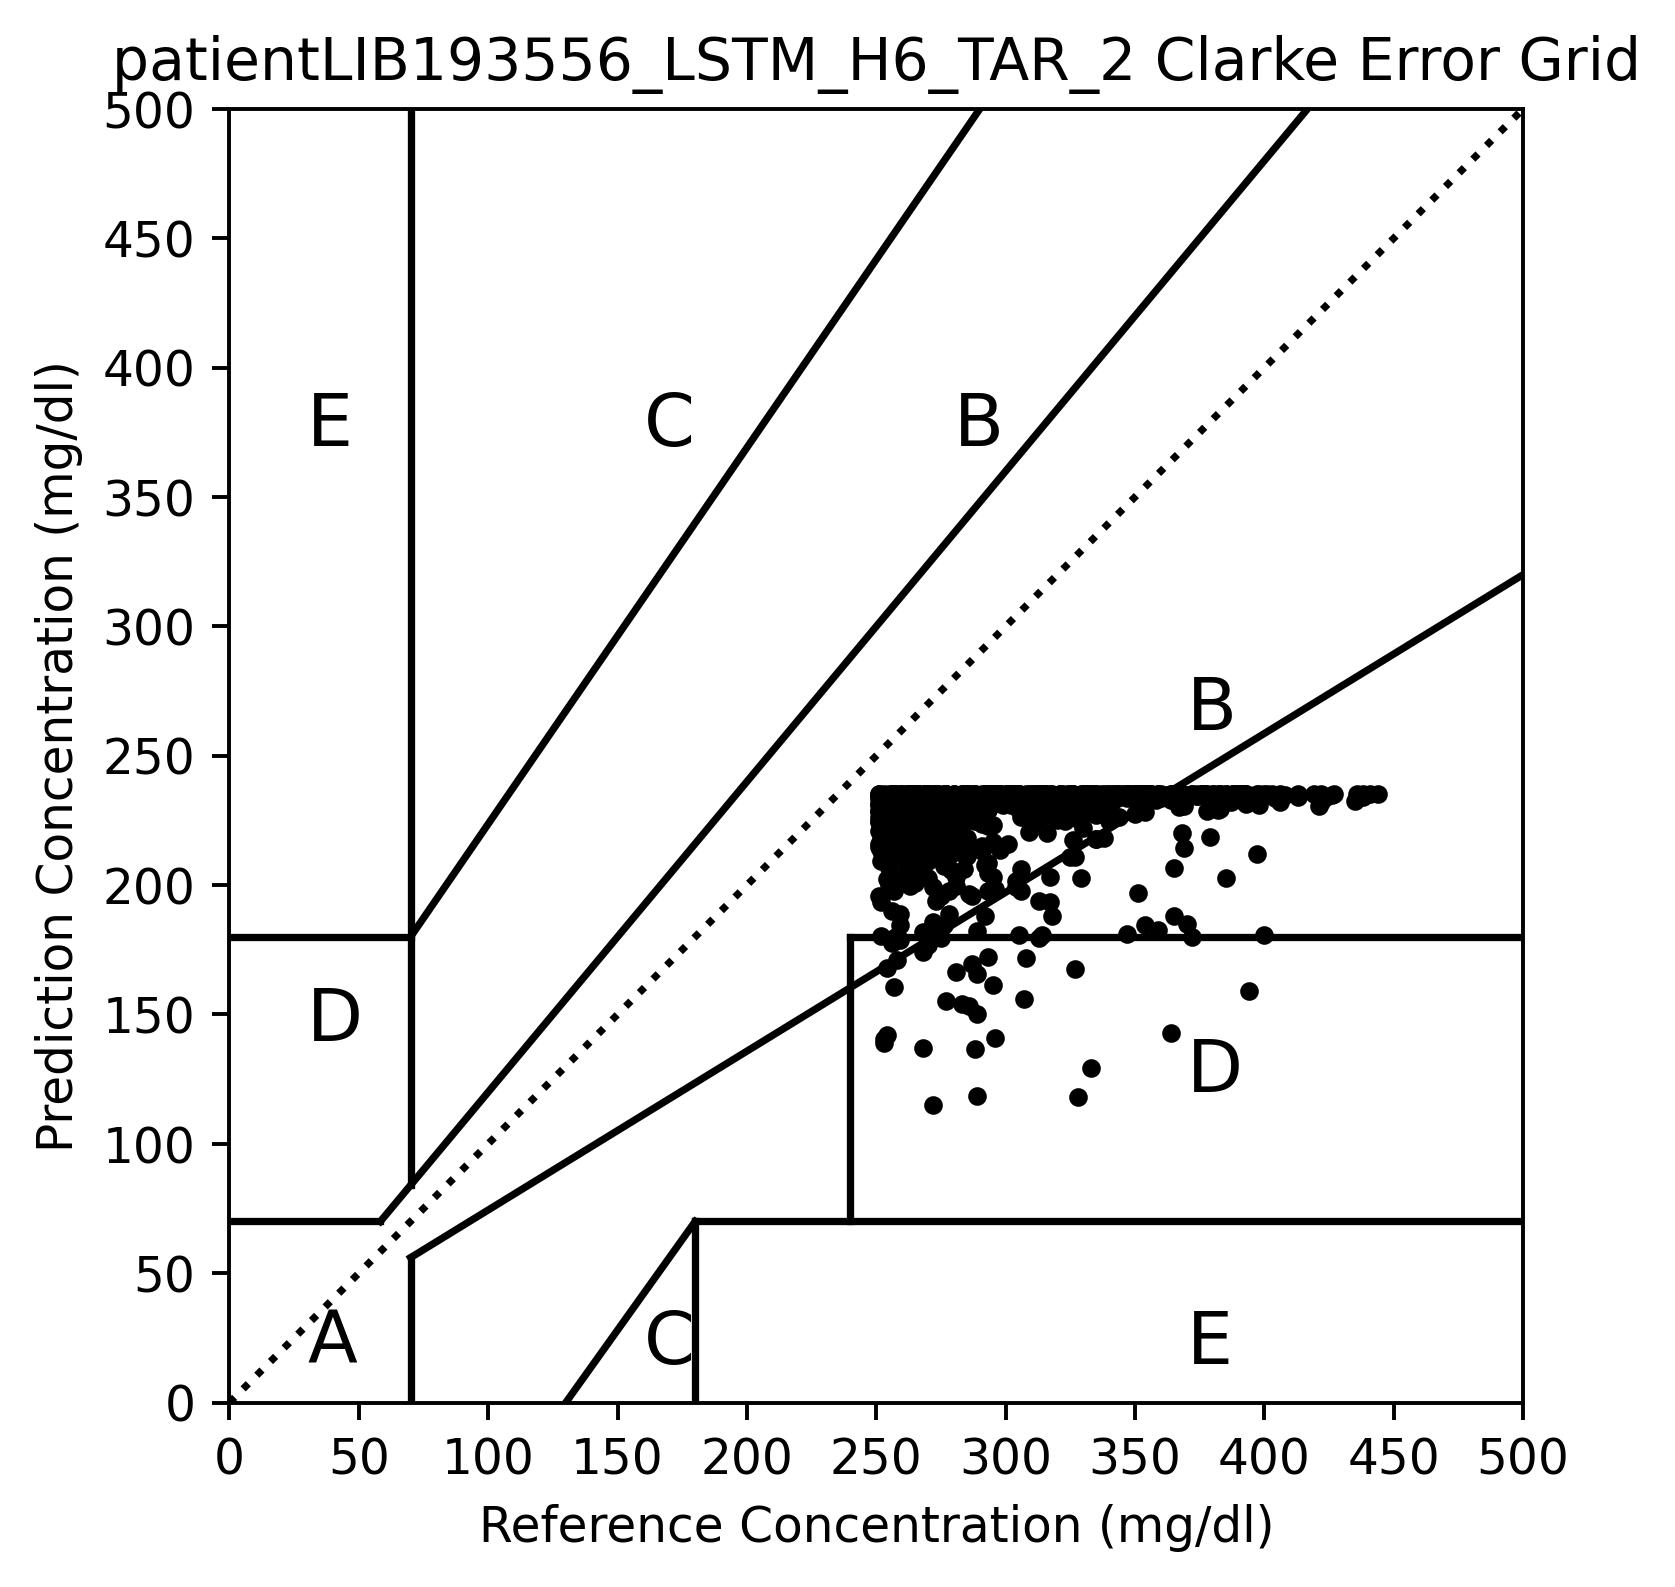 patientLIB193556_LSTM_H6_TAR_2 Clarke Error Grid
500
450
400
E C B
350
300
B
250
200
150
D
D
100
50
A C E
0
0 50 100 150 200 250 300 350 400 450 500
Prediction Concentration (mg/dl)
Reference Concentration (mg/dl)